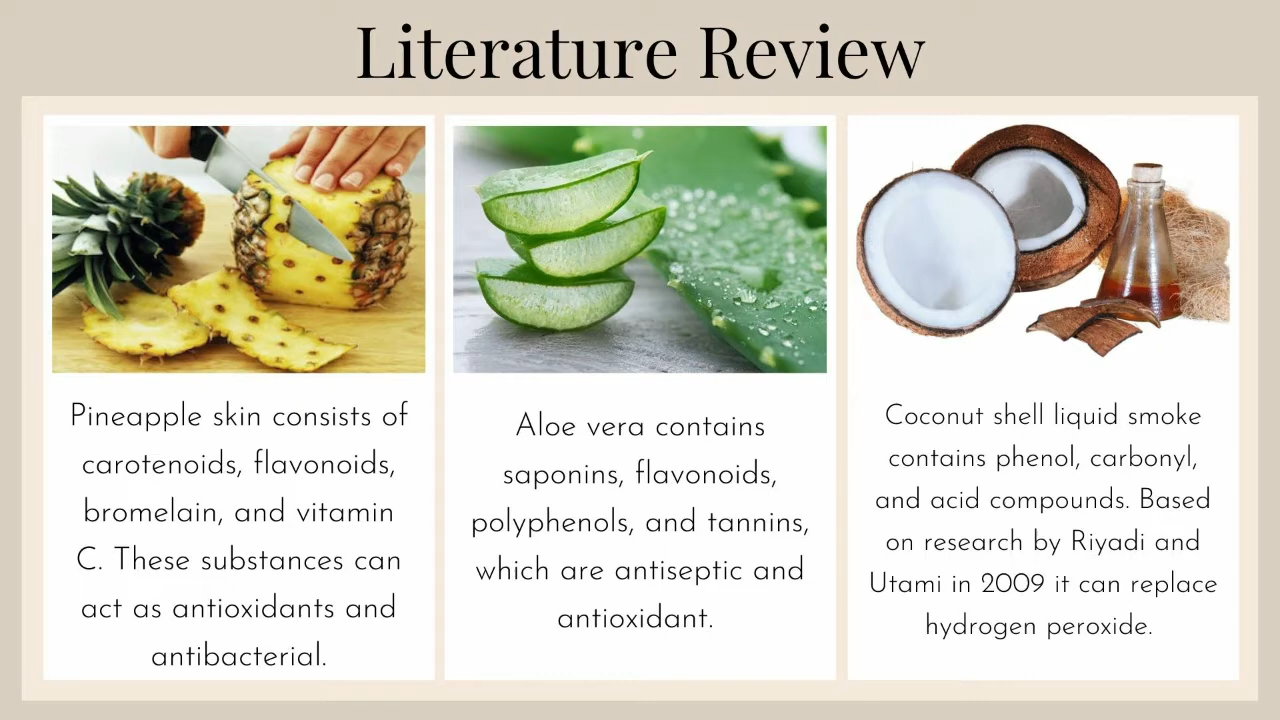 Literature Review
Pineapple skin consists of
carotenoids, flavonoids,
bromelain, and vitamin
C. These substances can
act as antioxidants and
antibacterial.
Aloe vera contains
saponins, flavonoids,
polyphenols, and tannins,
which are antiseptic and
antioxidant.
Coconut shell liquid smoke
contains phenol, carbonyl,
and acid compounds. Based
on research by Riyadi and
Utami in 2009 it can replace
hydrogen peroxide.